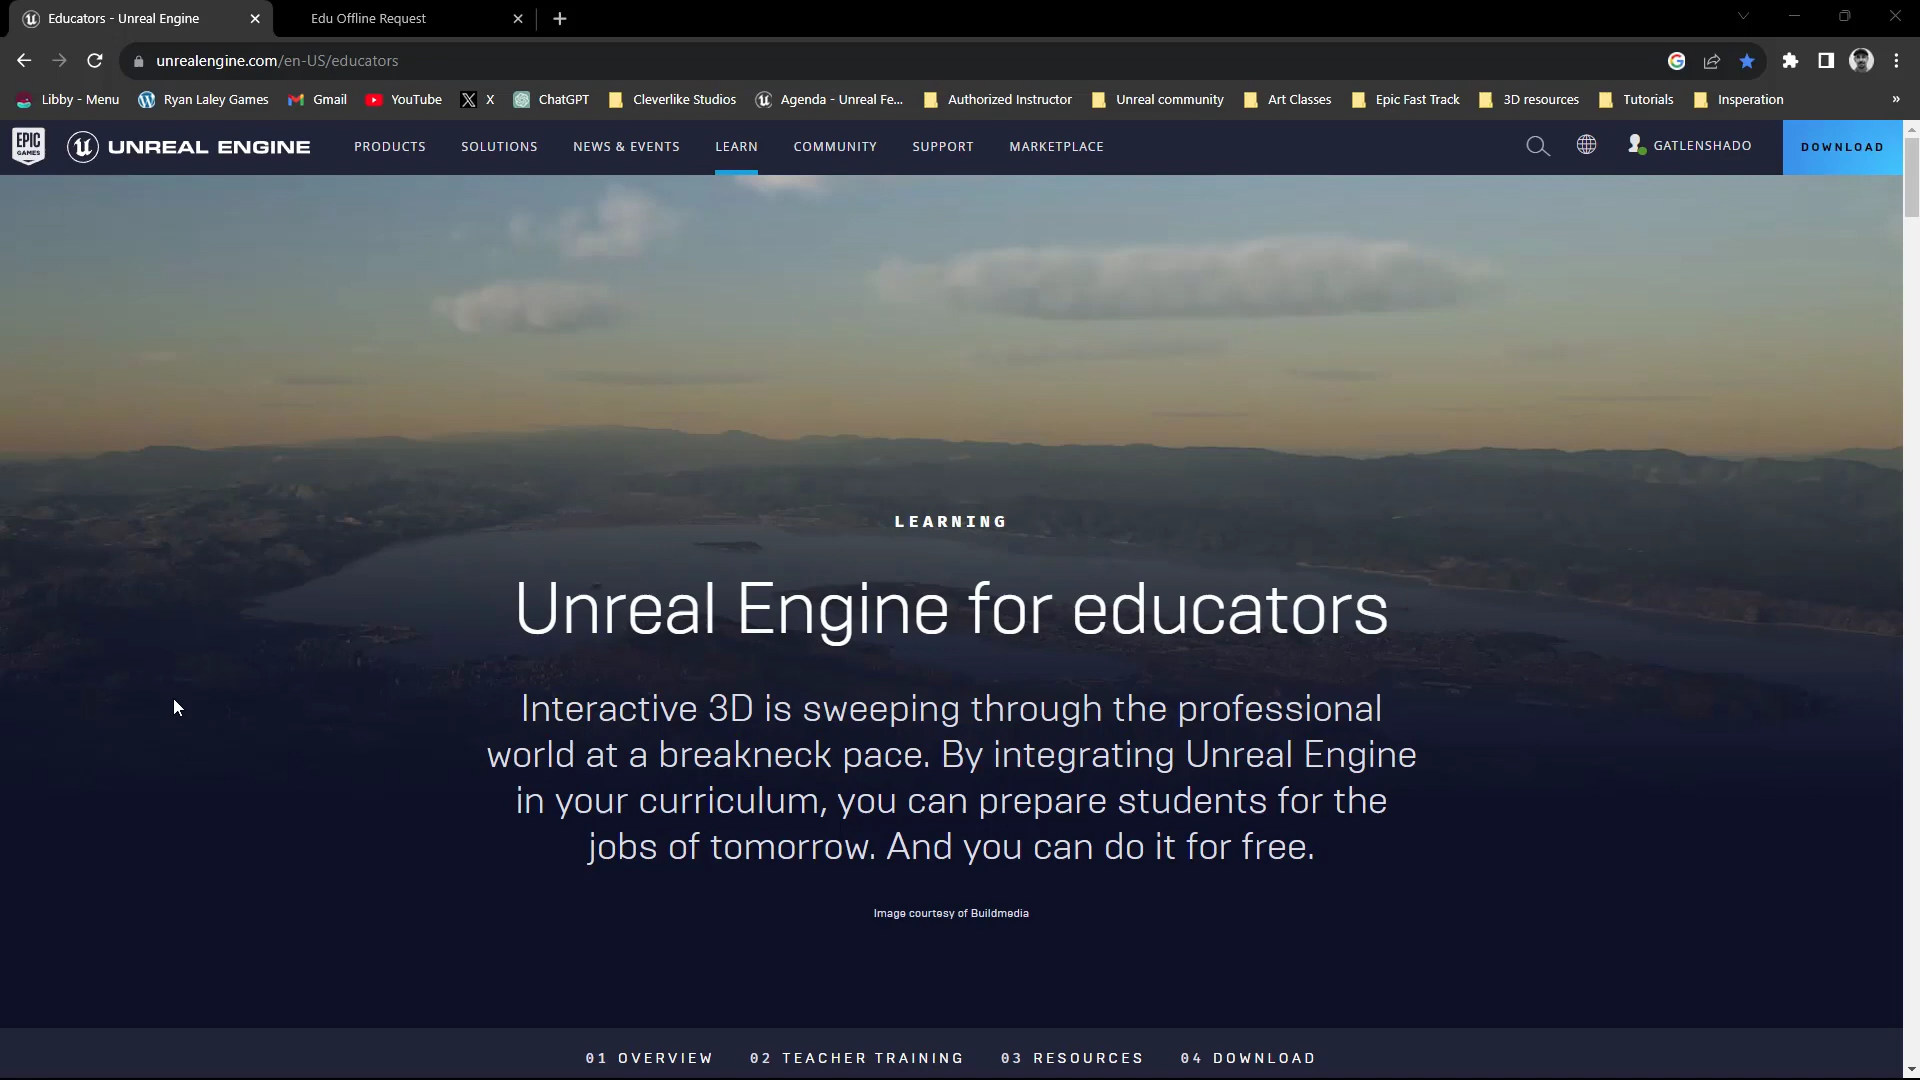 Educators - Unreal Engine
Edu Offline Request
unrealengine.com/en-US/educators
Libby - Menu
Ryan Laley Games
Gmail
YouTube
X
ChatGPT
Cleverlike Studios
Agenda - Unreal Fe...
Authorized Instructor
Unreal community
Art Classes
Epic Fast Track
3D resources
Tutorials
Insperation
»
EPIC
GAMES
UNREAL ENGINE
PRODUCTS
SOLUTIONS
NEWS & EVENTS
LEARN
COMMUNITY
SUPPORT
MARKETPLACE
GATLENSHADO
DOWNLOAD
LEARNING
Unreal Engine for educators
Interactive 3D is sweeping through the professional
world at a breakneck pace. By integrating Unreal Engine
in your curriculum, you can prepare students for the
jobs of tomorrow. And you can do it for free.
Image courtesy of Buildmedia
01 OVERVIEW
02 TEACHER TRAINING
03 RESOURCES
04 DOWNLOAD